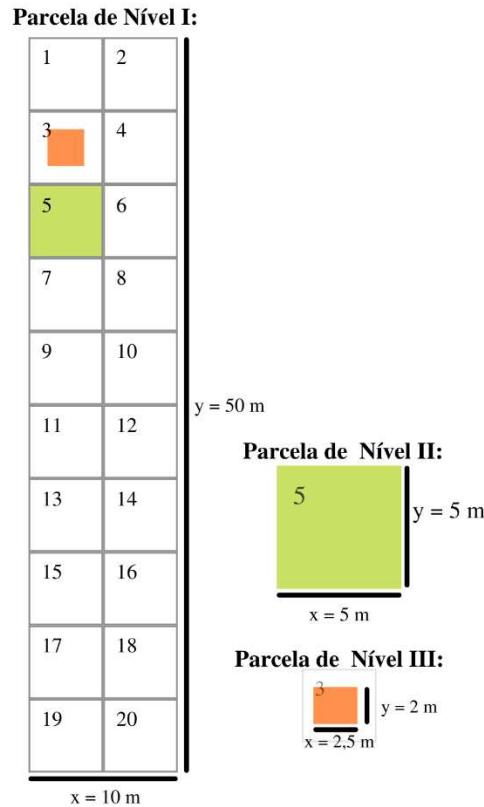 Parcela de Nível I:
1 2
3 4
5 6
7 8
9 10
11 12
13 14
15 16
17 18
19 20
y = 50 m
x = 10 m
Parcela de Nível II:
5
y = 5 m
x = 5 m
Parcela de Nível III:
3
y = 2 m
x = 2,5 m